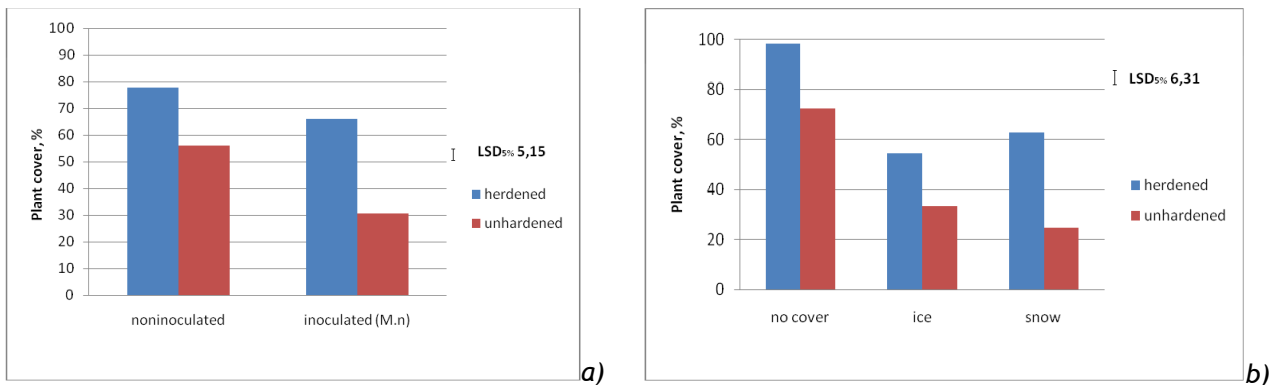 100
90
80
70
60
50
40
30
20
10
0
Plant cover, %
noninoculated
inoculated (M.n)
LSD5% 5,15
herdened
unhardened
a)
100
80
60
40
20
0
Plant cover, %
no cover
ice
snow
LSD5% 6,31
herdened
unhardened
b)